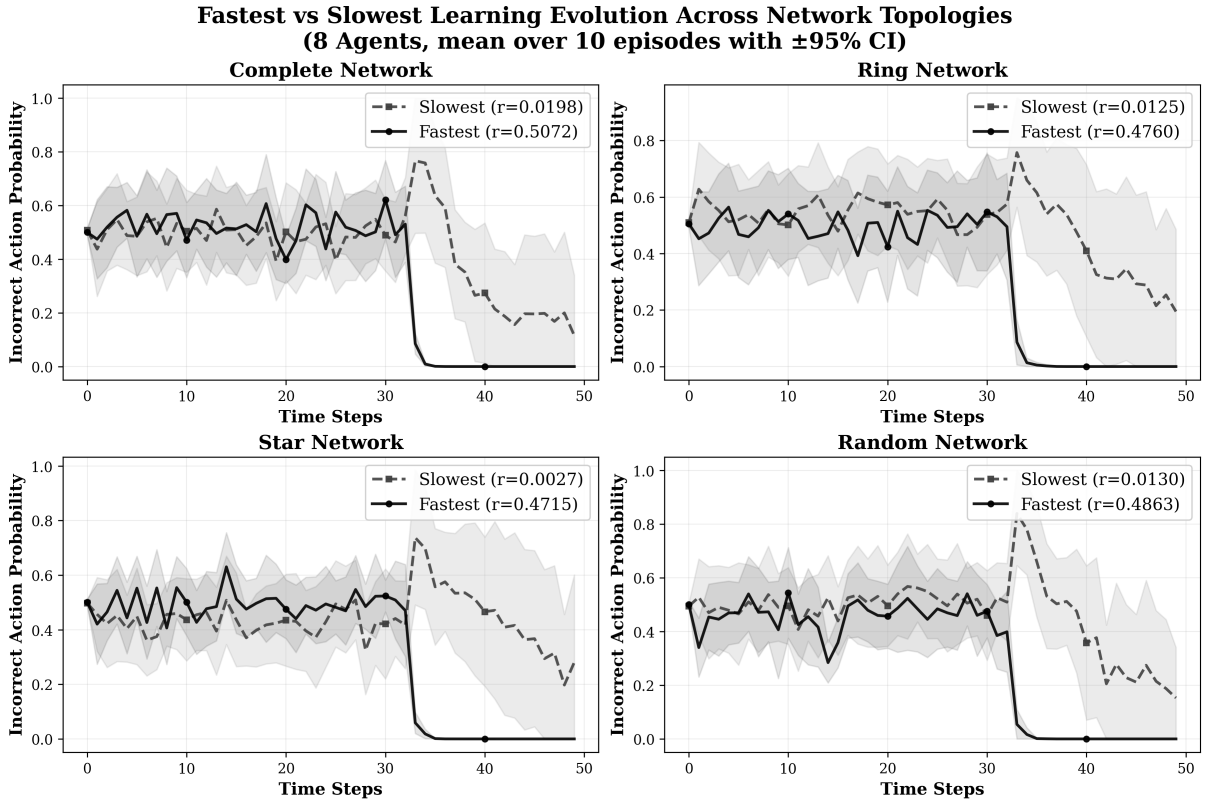 Fastest vs Slowest Learning Evolution Across Network Topologies
(8 Agents, mean over 10 episodes with ±95% CI)
Complete Network
Incorrect Action Probability
1.0
0.8
0.6
0.4
0.2
0.0
Slowest (r=0.0198)
Fastest (r=0.5072)
0 10 20 30 40 50
Time Steps
Ring Network
Incorrect Action Probability
0.8
0.6
0.4
0.2
0.0
Slowest (r=0.0125)
Fastest (r=0.4760)
0 10 20 30 40 50
Time Steps
Star Network
Incorrect Action Probability
1.0
0.8
0.6
0.4
0.2
0.0
Slowest (r=0.0027)
Fastest (r=0.4715)
0 10 20 30 40 50
Time Steps
Random Network
Incorrect Action Probability
1.0
0.8
0.6
0.4
0.2
0.0
Slowest (r=0.0130)
Fastest (r=0.4863)
0 10 20 30 40 50
Time Steps